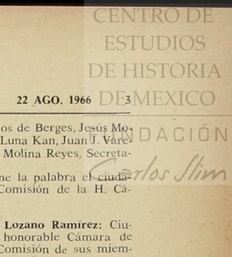 CENTRO DE
ESTUDIOS
DE HISTORIA
DE MEXICO
22 AGO. 1966 3
FUNDACIÓN
os de Berges, Jesús Mo-
Luna Kan, Juan J. Vare-
Molina Reyes, Secreta-
Carlos Slim
ne la palabra el ciuda-
Comisión de la H. Cá-
Lozano Ramírez: Ciu-
honorable Cámara de
Comisión de sus miem-